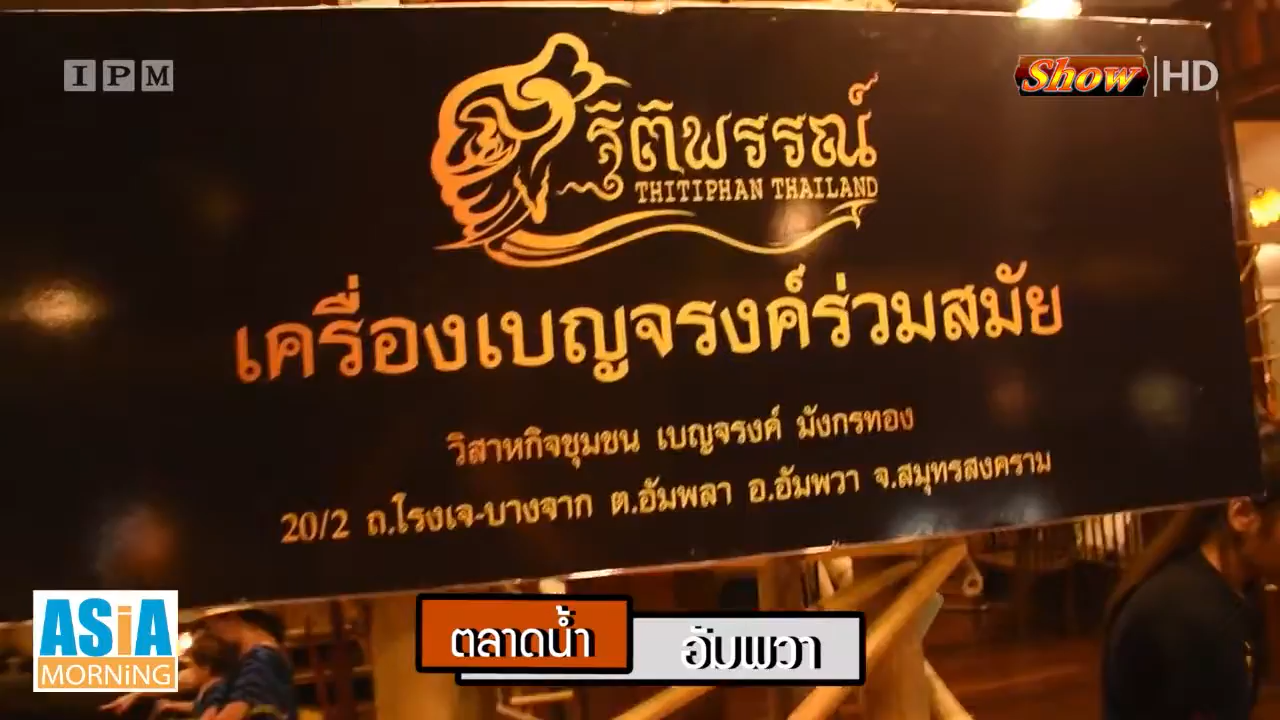 IPM
Show HD
ฐิติพรรณ์
THITIPHAN THAILAND
เครื่องเบญจรงค์ร่วมสมัย
วิสาหกิจชุมชน เบญจรงค์ มังกรทอง
20/2 ถ.โรงเจ-บางจาก ต.อัมพลา อ.อัมพวา จ.สมุทรสงคราม
ASiA
MORNiNG
ตลาดน้ำ
อัมพวา